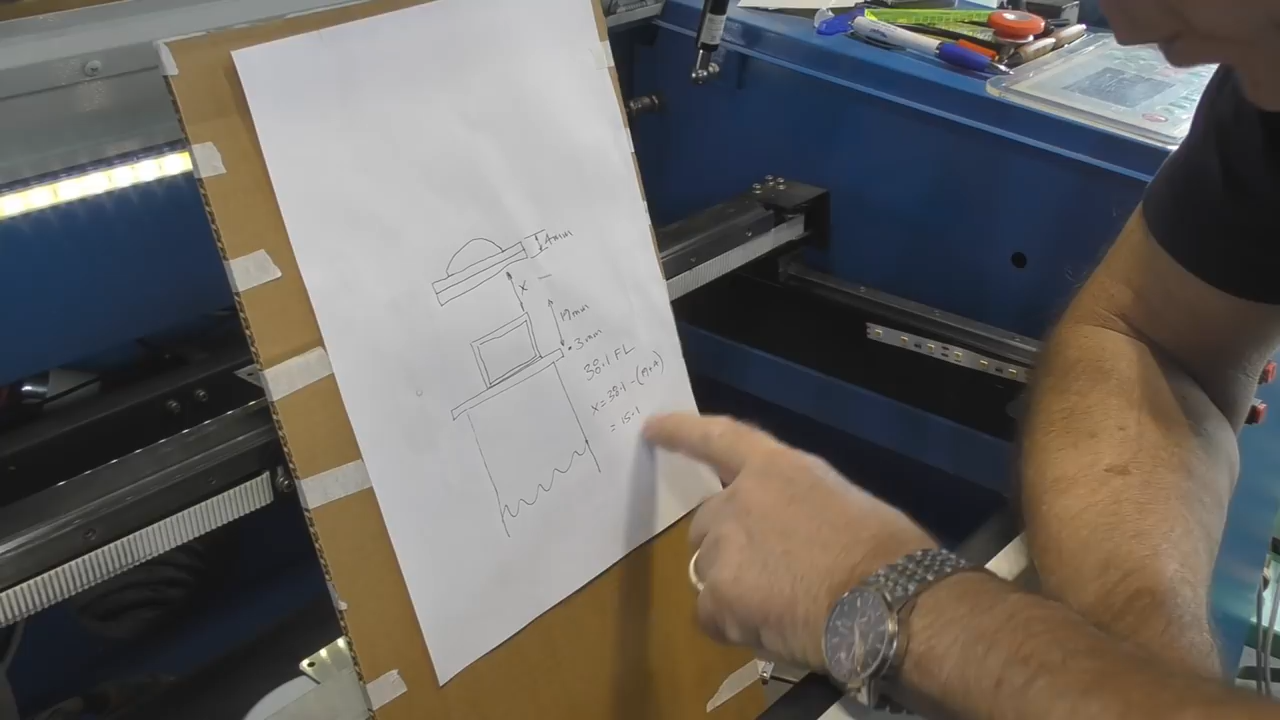 4mm
X
19mm
3mm
38.1 FL
X = 38.1 - (19+4)
= 15.1